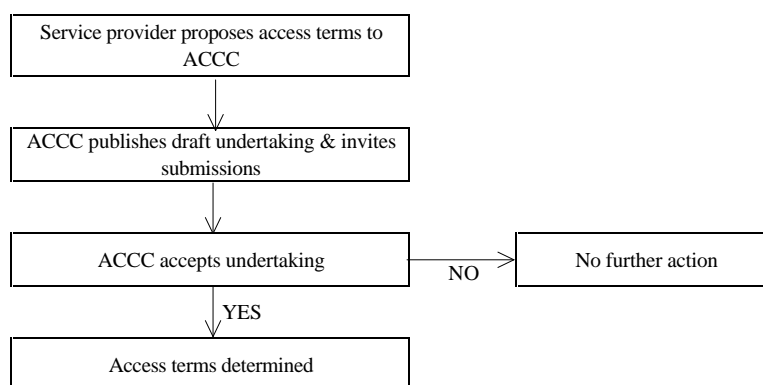 Service provider proposes access terms to
ACCC
ACCC publishes draft undertaking & invites
submissions
ACCC accepts undertaking
NO
No further action
YES
Access terms determined